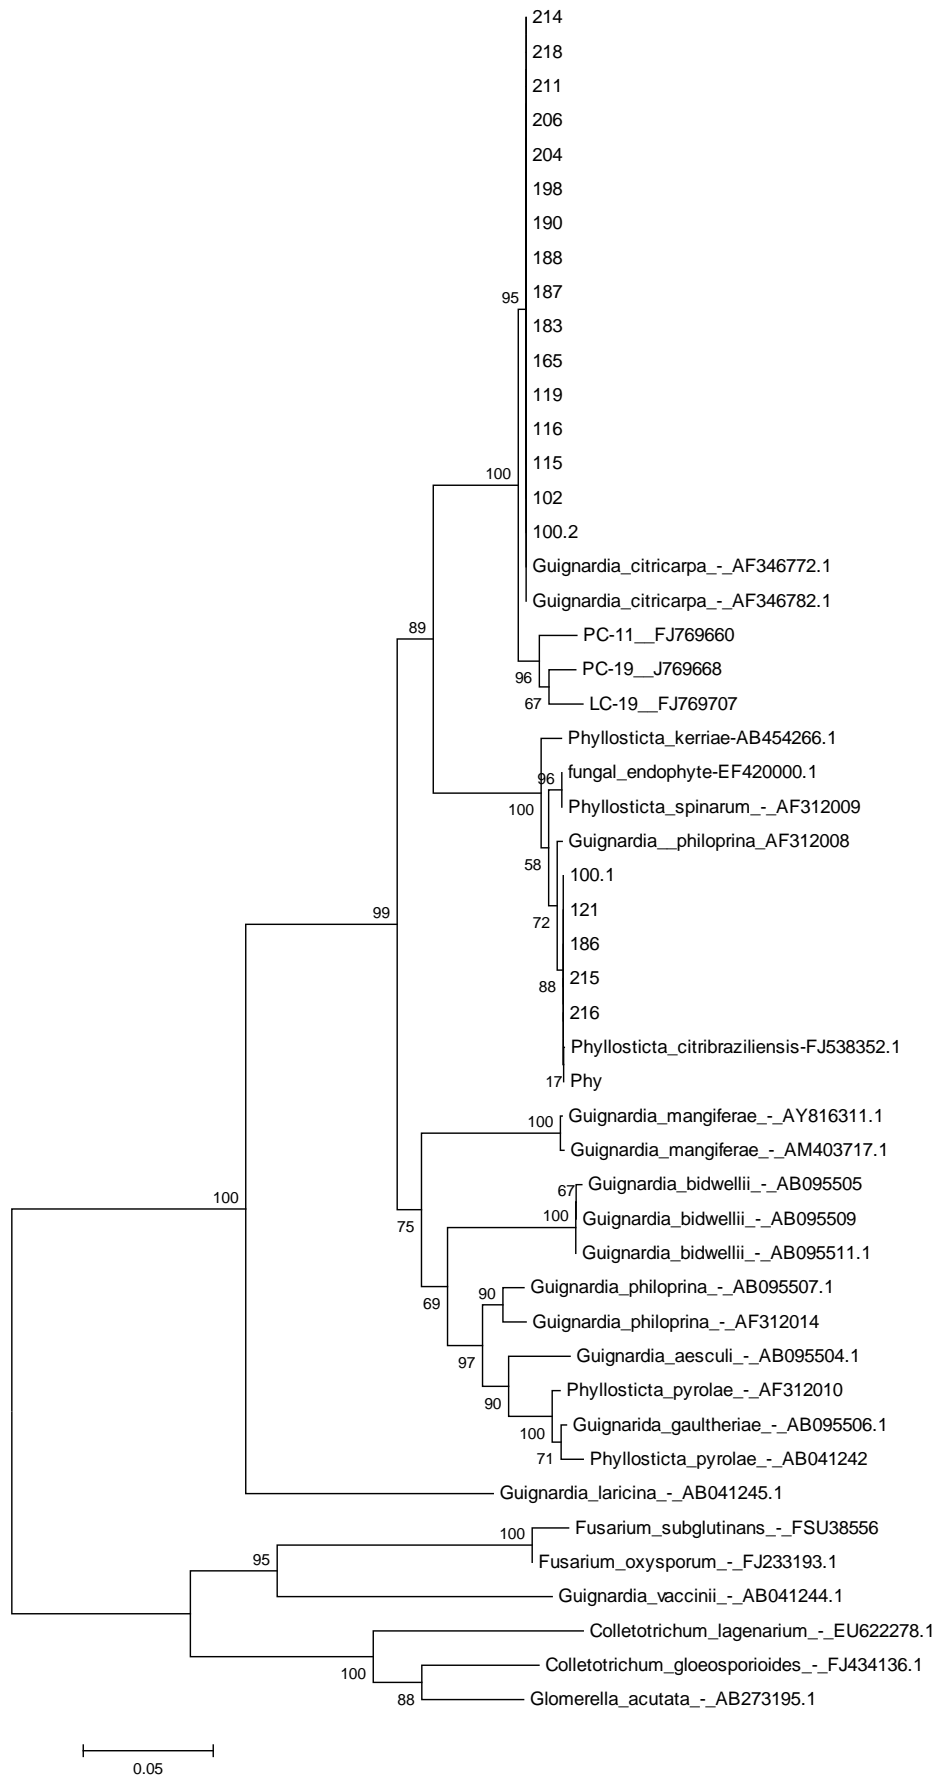 214
218
211
206
204
198
190
188
187
95
183
165
119
116
115
100
102
100.2
Guignardia_citricarpa_-_AF346772.1
Guignardia_citricarpa_-_AF346782.1
89
PC-11__FJ769660
PC-19__J769668
96
LC-19__FJ769707
67
Phyllosticta_kerriae-AB454266.1
fungal_endophyte-EF420000.1
96
Phyllosticta_spinarum_-_AF312009
100
Guignardia__philoprina_AF312008
58
100.1
121
99
72
186
215
88
216
Phyllosticta_citribraziliensis-FJ538352.1
Phy
17
Guignardia_mangiferae_-_AY816311.1
100
Guignardia_mangiferae_-_AM403717.1
Guignardia_bidwellii_-_AB095505
67
100
Guignardia_bidwellii_-_AB095509
100
75
Guignardia_bidwellii_-_AB095511.1
Guignardia_philoprina_-_AB095507.1
90
69
Guignardia_philoprina_-_AF312014
Guignardia_aesculi_-_AB095504.1
97
Phyllosticta_pyrolae_-_AF312010
90
Guignarida_gaultheriae_-_AB095506.1
100
Phyllosticta_pyrolae_-_AB041242
71
Guignardia_laricina_-_AB041245.1
Fusarium_subglutinans_-_FSU38556
100
Fusarium_oxysporum_-_FJ233193.1
95
Guignardia_vaccinii_-_AB041244.1
Colletotrichum_lagenarium_-_EU622278.1
Colletotrichum_gloeosporioides_-_FJ434136.1
100
Glomerella_acutata_-_AB273195.1
88
0.05